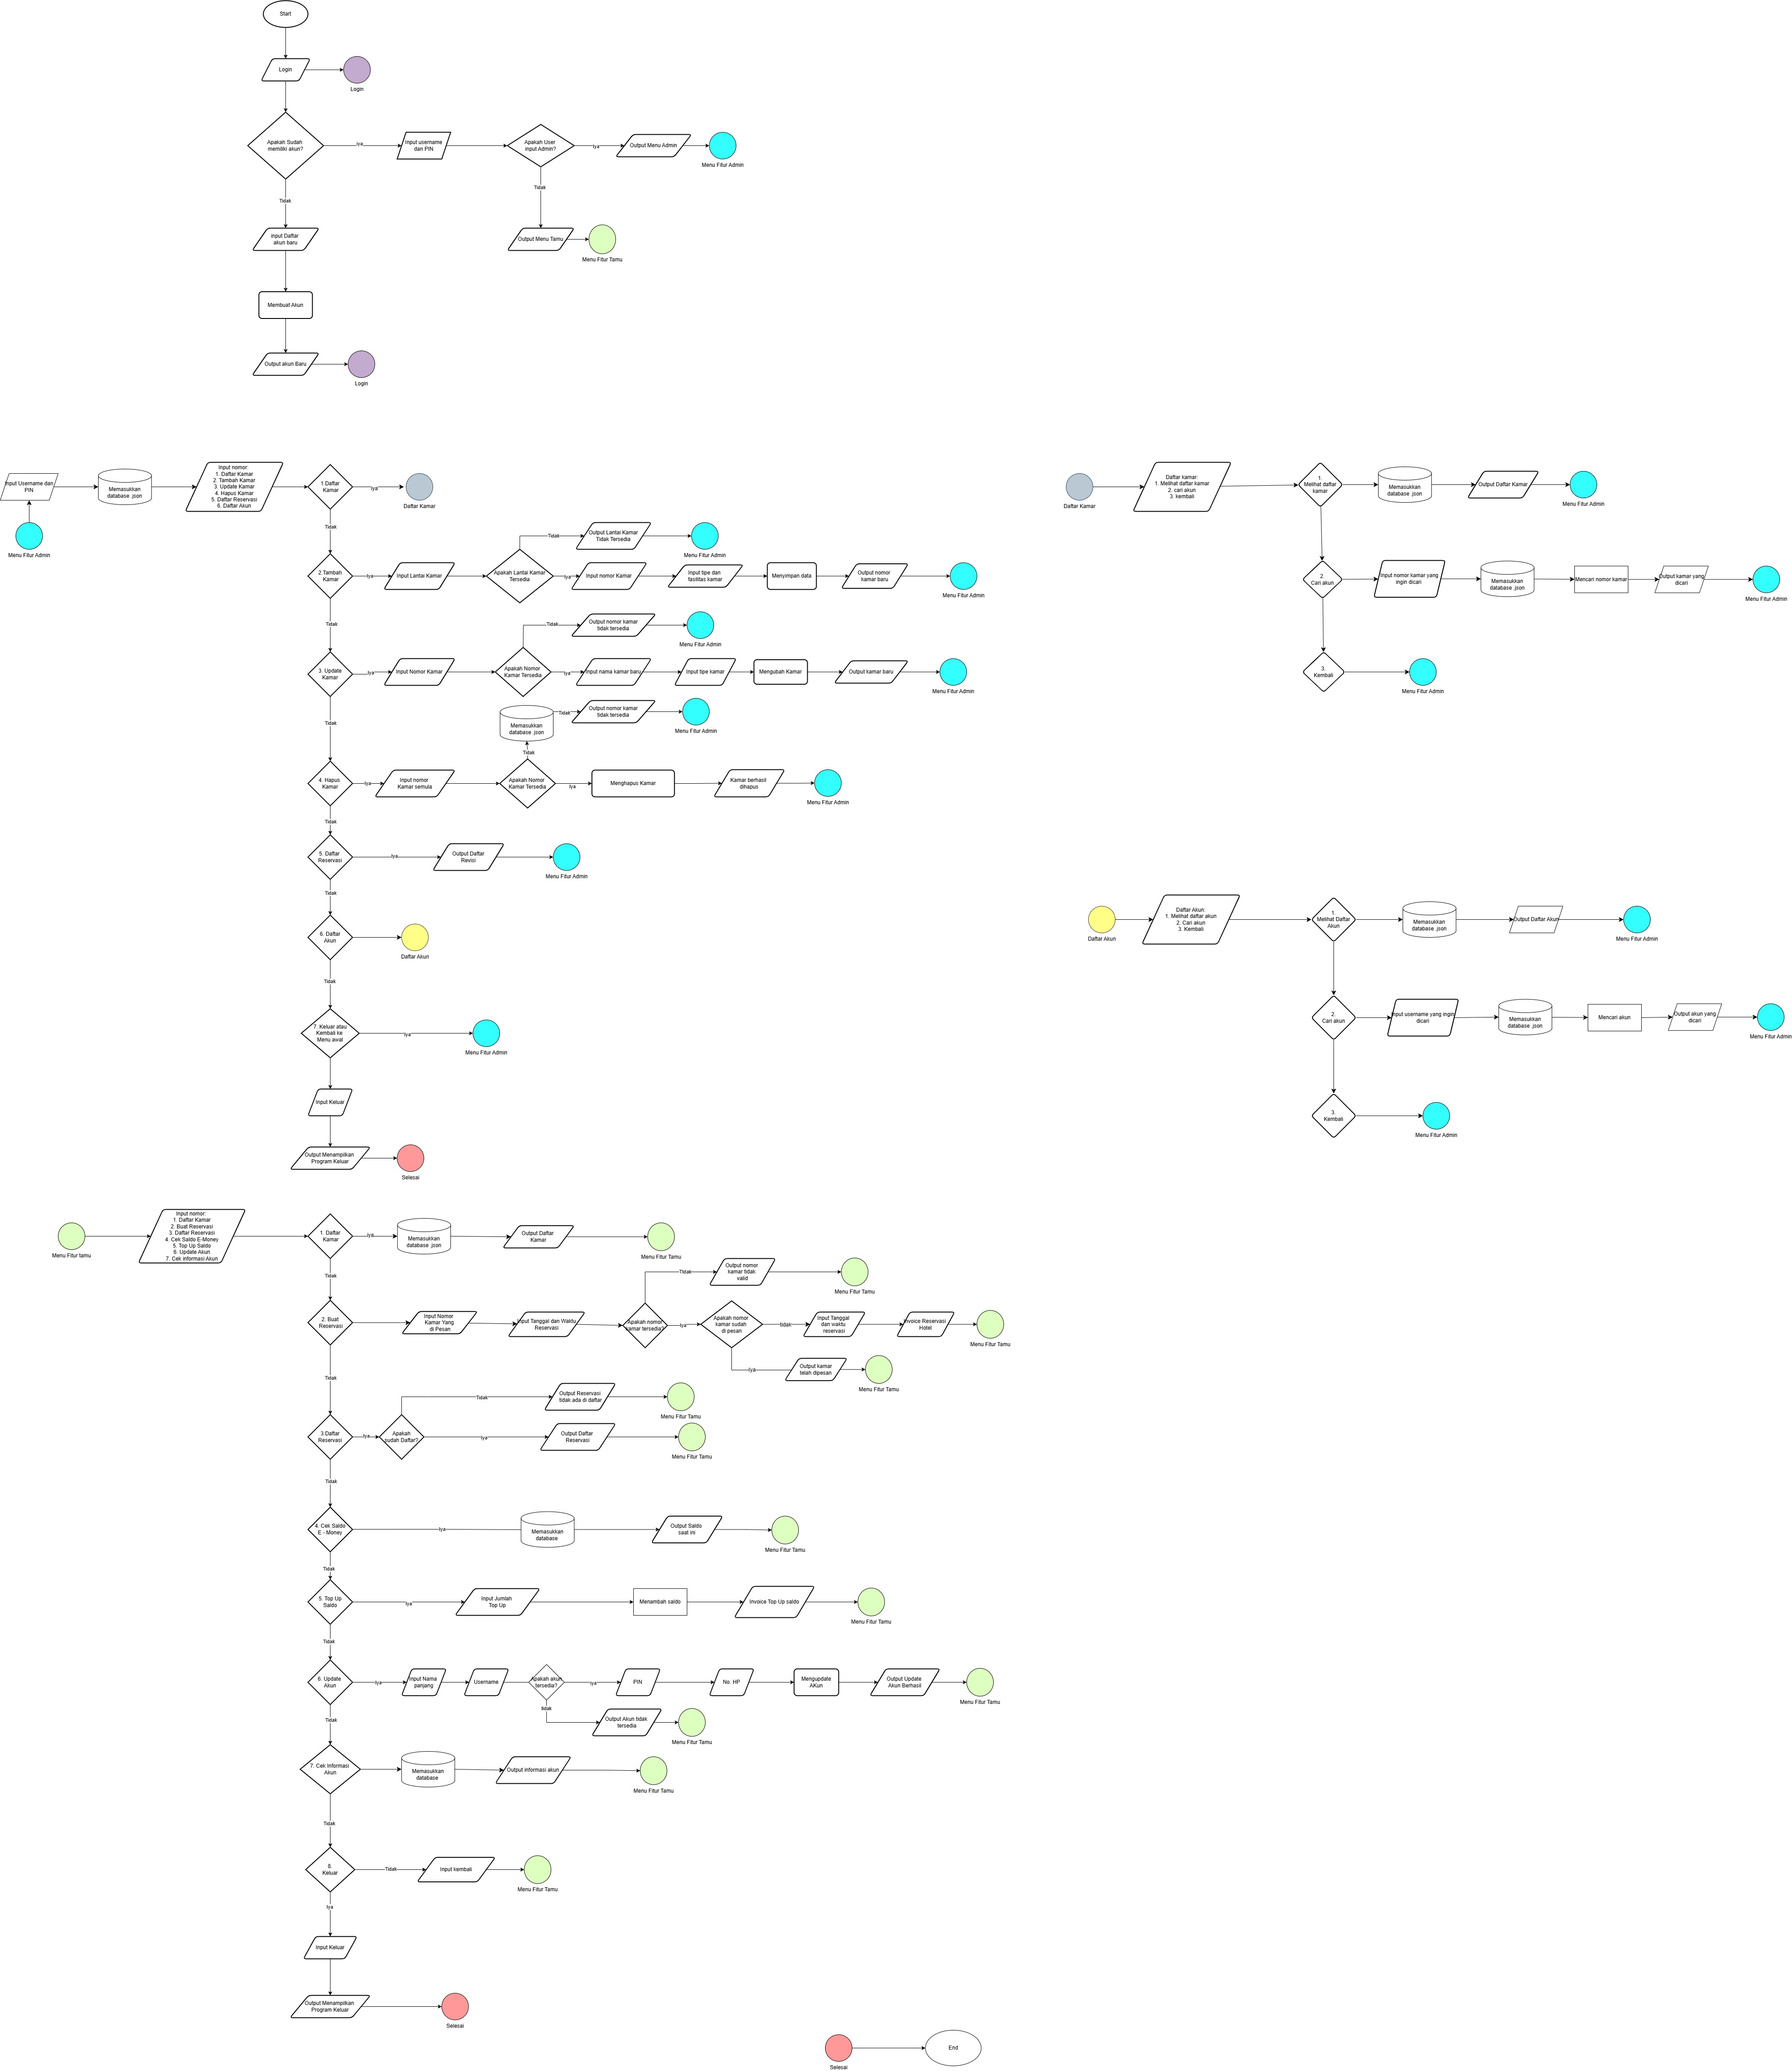 Start
Login
Login
Apakah Sudah
memiliki akun?
Iya
Input username
dan PIN
Apakah User
input Admin?
Iya
Output Menu Admin
Menu Fitur Admin
Tidak
Tidak
input Daftar
akun baru
Output Menu Tamu
Menu Fitur Tamu
Membuat Akun
Output akun Baru
Login
Input Username dan
PIN
Menu Fitur Admin
Memasukkan
database .json
Input nomor:
1. Daftar Kamar
2. Tambah Kamar
3. Update Kamar
4. Hapus Kamar
5. Daftar Reservasi
6. Daftar Akun
1.Daftar
Kamar
Iya
Daftar Kamar
Tidak
2.Tambah
Kamar
Iya
Input Lantai Kamar
Apakah Lantai Kamar
Tersedia
Tidak
Output Lantai Kamar
Tidak Tersedia
Menu Fitur Admin
Iya
Input nomor Kamar
Input tipe dan
fasilitas kamar
Menyimpan data
Output nomor
kamar baru
Menu Fitur Admin
Tidak
3. Update
Kamar
Iya
Input Nomor Kamar
Apakah Nomor
Kamar Tersedia
Tidak
Output nomor kamar
tidak tersedia
Menu Fitur Admin
Iya
Input nama kamar baru
Input tipe kamar
Mengubah Kamar
Output kamar baru
Menu Fitur Admin
Tidak
4. Hapus
Kamar
Iya
Input nomor
Kamar semula
Apakah Nomor
Kamar Tersedia
Tidak
Memasukkan
database .json
Tidak
Output nomor kamar
tidak tersedia
Menu Fitur Admin
Iya
Menghapus Kamar
Kamar berhasil
dihapus
Menu Fitur Admin
Tidak
5. Daftar
Reservasi
Iya
Output Daftar
Revisi
Menu Fitur Admin
Tidak
6. Daftar
Akun
Daftar Akun
Tidak
7. Keluar atau
Kembali ke
Menu awal
Iya
Menu Fitur Admin
Input Keluar
Output Menampilkan
Program Keluar
Selesai
Daftar Kamar
Daftar kamar:
1. Melihat daftar kamar
2. cari akun
3. kembali
1.
Melihat daftar
kamar
Memasukkan
database .json
Output Daftar Kamar
Menu Fitur Admin
2.
Cari akun
Input nomor kamar yang
ingin dicari
Memasukkan
database .json
Mencari nomor kamar
Output kamar yang
dicari
Menu Fitur Admin
3.
Kembali
Menu Fitur Admin
Daftar Akun
Daftar Akun:
1. Melihat daftar akun
2. Cari akun
3. Kembali
1.
Melihat Daftar
Akun
Memasukkan
database .json
Output Daftar Akun
Menu Fitur Admin
2.
Cari akun
Input username yang ingin
dicari
Memasukkan
database .json
Mencari akun
Output akun yang
dicari
Menu Fitur Admin
3.
Kembali
Menu Fitur Admin
Menu Fitur tamu
Input nomor:
1. Daftar Kamar
2. Buat Reservasi
3. Daftar Reservasi
4. Cek Saldo E-Money
5. Top Up Saldo
6. Update Akun
7. Cek informasi Akun
1. Daftar
Kamar
Iya
Memasukkan
database .json
Output Daftar
Kamar
Menu Fitur Tamu
Tidak
2. Buat
Reservasi
Input Nomor
Kamar Yang
di Pesan
Input Tanggal dan Waktu
Reservasi
Apakah nomor
kamar tersedia?
Tidak
Output nomor
kamar tidak
valid
Menu Fitur Tamu
Iya
Apakah nomor
kamar sudah
di pesan
tidak
Input Tanggal
dan waktu
reservasi
Invoice Reservasi
Hotel
Menu Fitur Tamu
Iya
Output kamar
telah dipesan
Menu Fitur Tamu
Tidak
3.Daftar
Reservasi
Iya
Apakah
sudah Daftar?
Tidak
Output Reservasi
tidak ada di daftar
Menu Fitur Tamu
Iya
Output Daftar
Reservasi
Menu Fitur Tamu
Tidak
4. Cek Saldo
E - Money
Iya
Memasukkan
database
Output Saldo
saat ini
Menu Fitur Tamu
Tidak
5. Top Up
Saldo
Iya
Input Jumlah
Top Up
Menambah saldo
Invoice Top Up saldo
Menu Fitur Tamu
Tidak
6. Update
Akun
Iya
Input Nama
panjang
Username
Apakah akun
tersedia?
Iya
PIN
No. HP
Mengupdate
AKun
Output Update
Akun Berhasil
Menu Fitur Tamu
tidak
Output Akun tidak
tersedia
Menu Fitur Tamu
Tidak
7. Cek Informasi
Akun
Memasukkan
database
Output informasi akun
Menu Fitur Tamu
Tidak
8.
Keluar
Tidak
Input kembali
Menu Fitur Tamu
Iya
Input Keluar
Output Menampilkan
Program Keluar
Selesai
Selesai
End